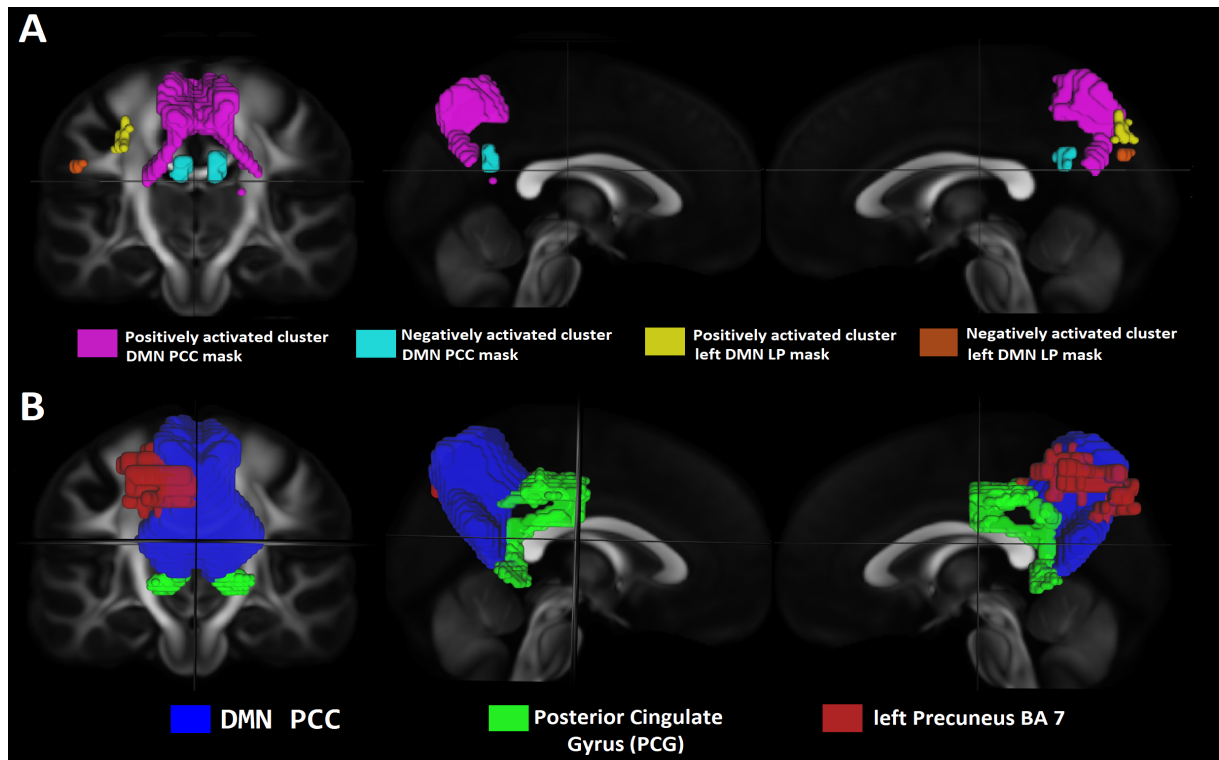 A
Positively activated cluster
DMN PCC mask
Negatively activated cluster
DMN PCC mask
Positively activated cluster
left DMN LP mask
Negatively activated cluster
left DMN LP mask
B
DMN PCC
Posterior Cingulate
Gyrus (PCG)
left Precuneus BA 7